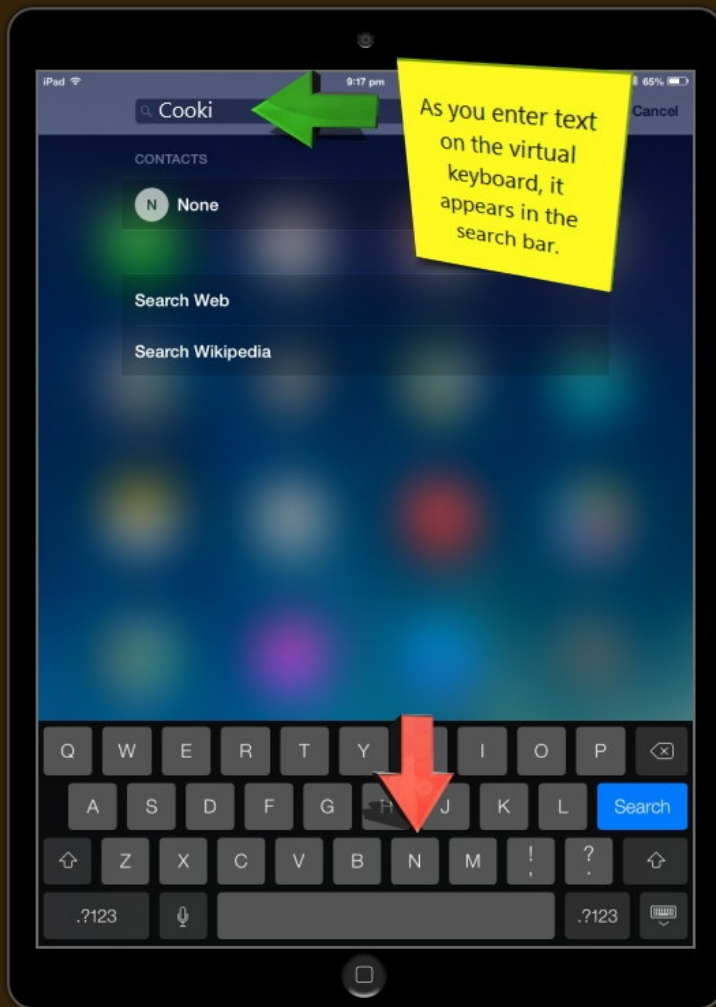 iPad 9:17 pm 65%
Cooki Cancel
As you enter text
on the virtual
keyboard, it
appears in the
search bar.
CONTACTS
N None
Search Web
Search Wikipedia
Q W E R T Y I O P
A S D F G H J K L Search
Z X C V B N M ! , ? .
.?123 .?123